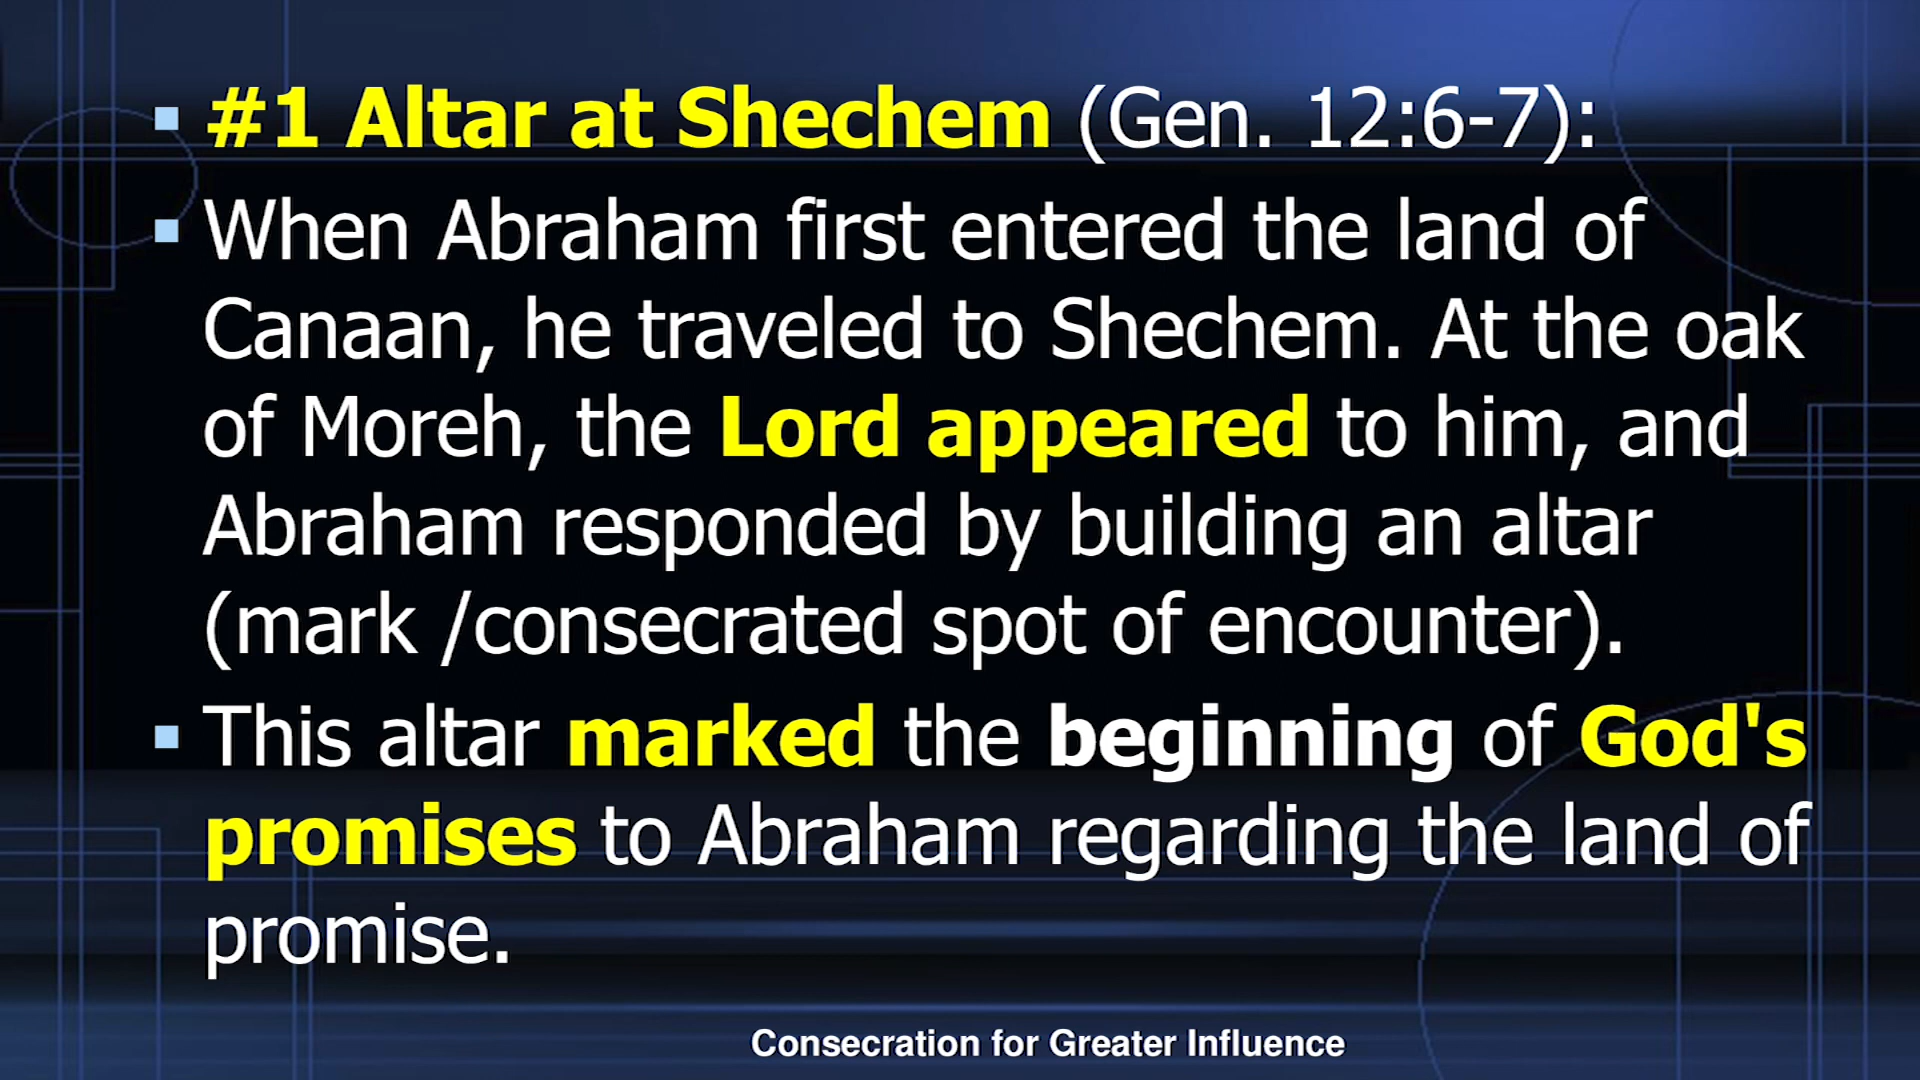 #1 Altar at Shechem (Gen. 12:6-7):
When Abraham first entered the land of
Canaan, he traveled to Shechem. At the oak
of Moreh, the Lord appeared to him, and
Abraham responded by building an altar
(mark /consecrated spot of encounter).
This altar marked the beginning of God's
promises to Abraham regarding the land of
promise.
Consecration for Greater Influence